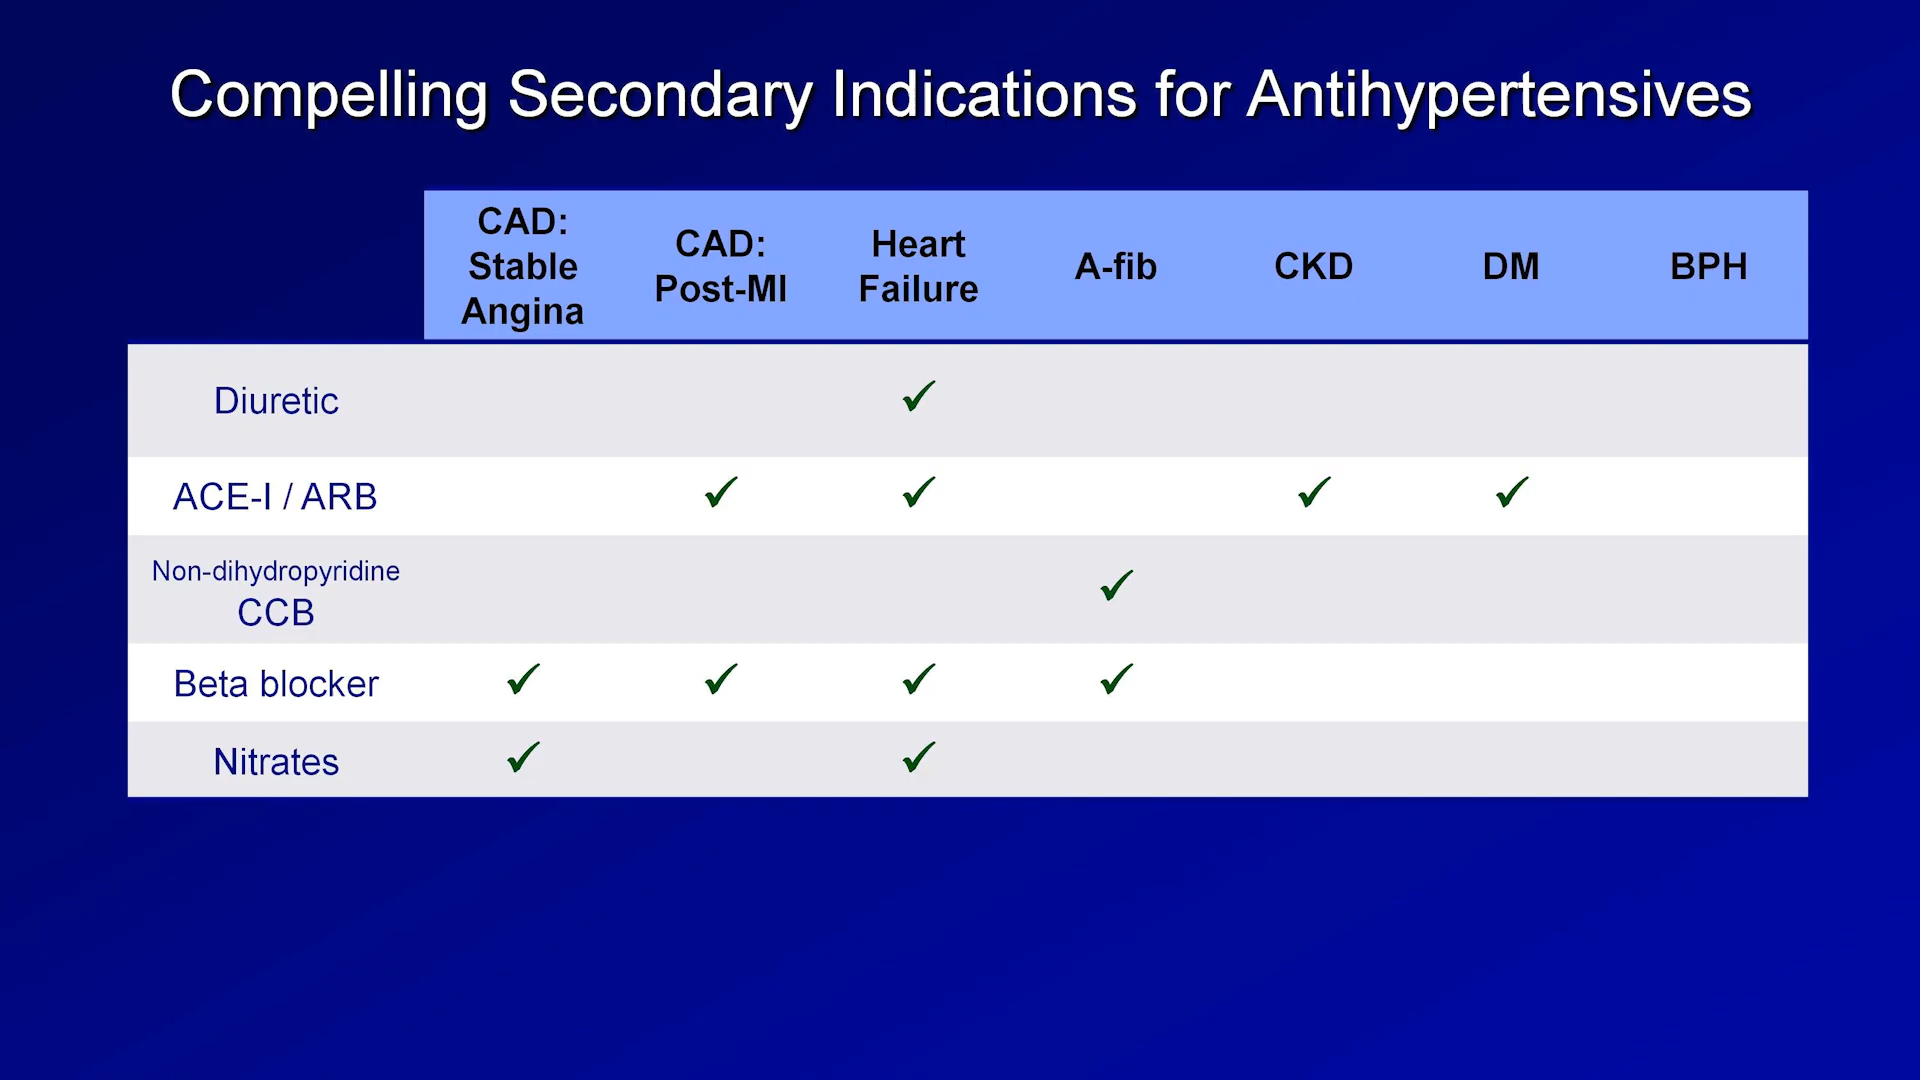 Compelling Secondary Indications for Antihypertensives
CAD:
Stable
Angina
CAD:
Post-MI
Heart
Failure
A-fib
CKD
DM
BPH
Diuretic
✓
ACE-I / ARB
✓ ✓ ✓ ✓
Non-dihydropyridine
CCB
✓
Beta blocker
✓ ✓ ✓ ✓
Nitrates
✓ ✓